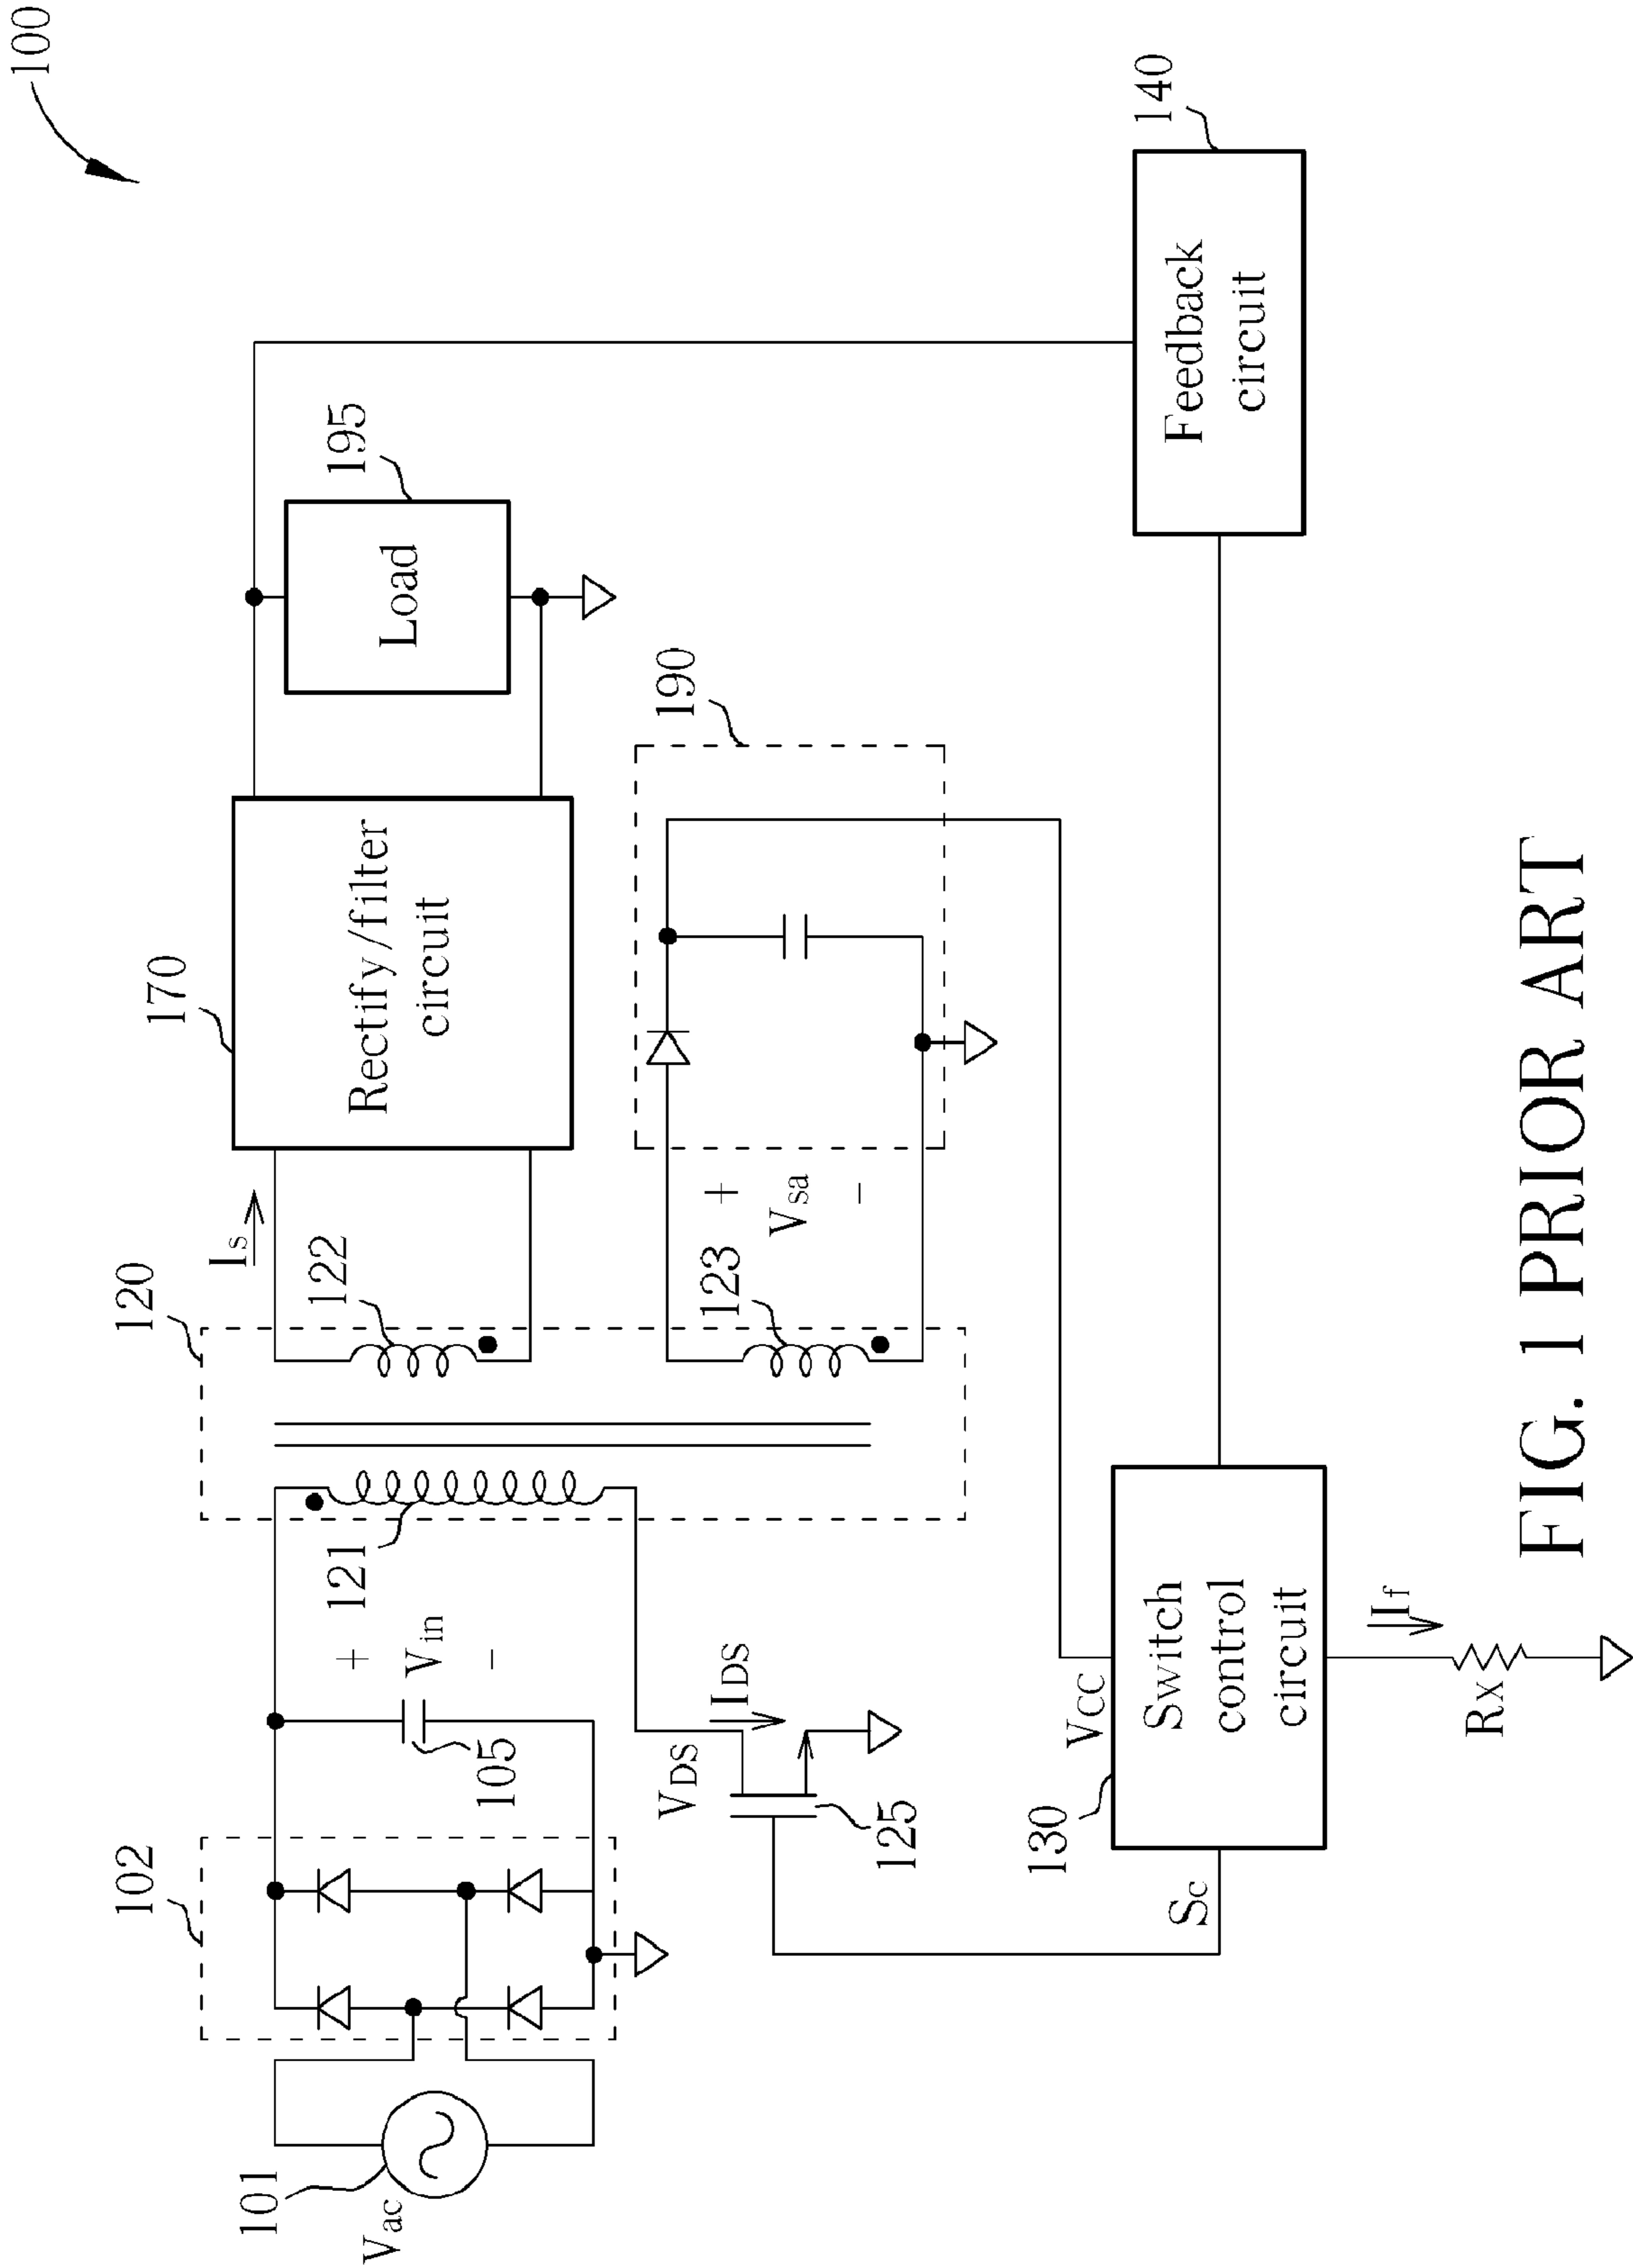 100
120
170
102
Is
101
Vac
105
+
Vin
-
121
122
Rectify/filter
circuit
Load
195
190
123
+
Vsa
-
VDS
IDS
125
130
VCC
Sc
Switch
control
circuit
If
Rx
Feedback
circuit
140
FIG. 1 PRIOR ART